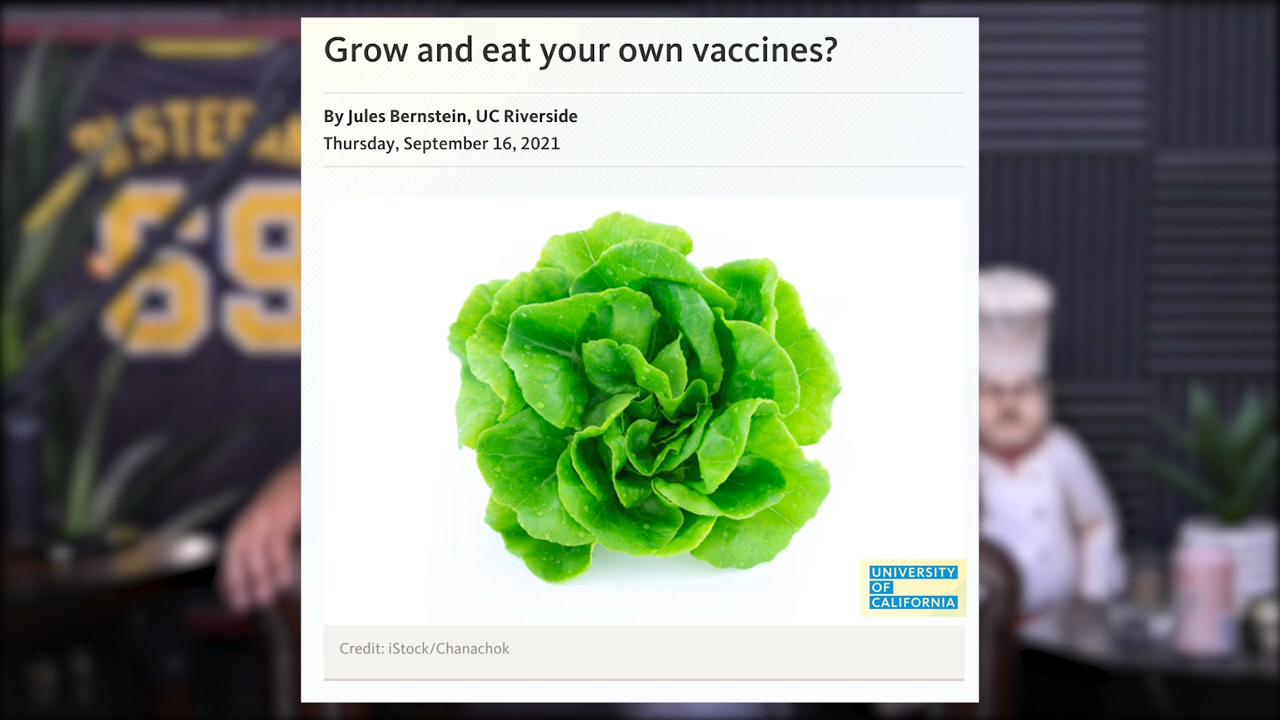 Grow and eat your own vaccines?
By Jules Bernstein, UC Riverside
Thursday, September 16, 2021
UNIVERSITY
OF
CALIFORNIA
Credit: iStock/Chanachok
69